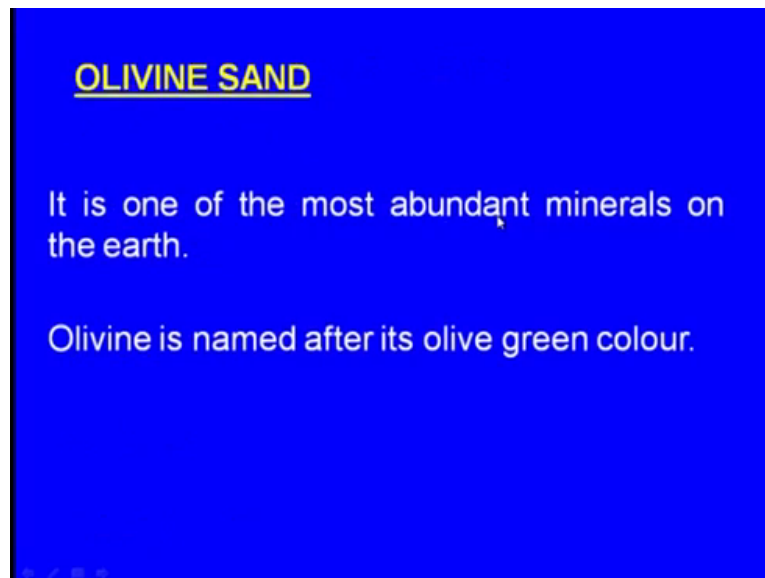 OLIVINE SAND
It is one of the most abundant minerals on
the earth.
Olivine is named after its olive green colour.